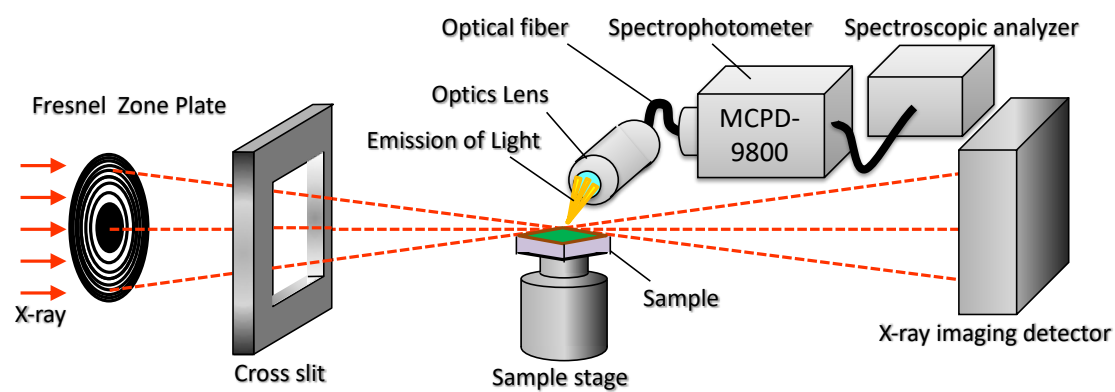 Optical fiber
Spectrophotometer
Spectroscopic analyzer
Fresnel Zone Plate
Optics Lens
Emission of Light
MCPD-
9800
X-ray
Sample
X-ray imaging detector
Cross slit
Sample stage